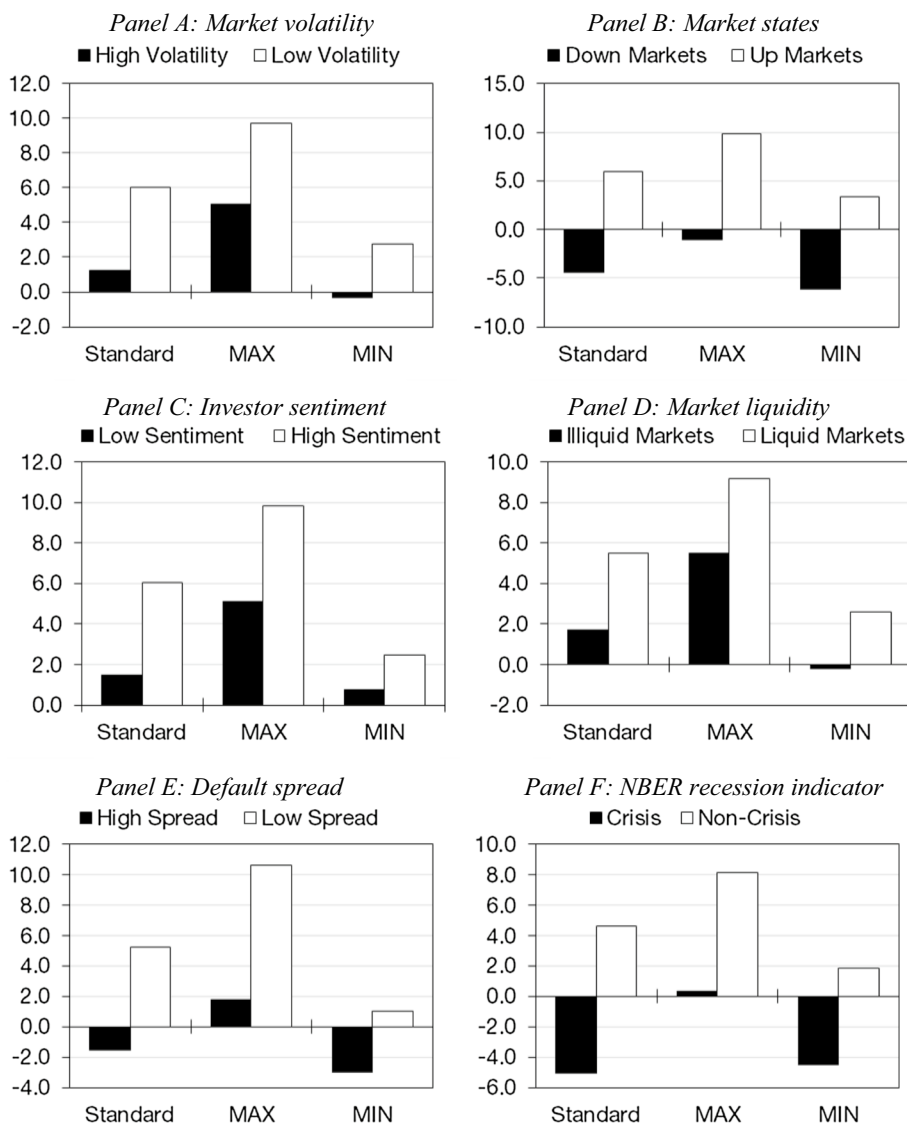 Panel A: Market volatility
High Volatility Low Volatility
12.0
10.0
8.0
6.0
4.0
2.0
0.0
-2.0
Standard MAX MIN
Panel B: Market states
Down Markets Up Markets
15.0
10.0
5.0
0.0
-5.0
-10.0
Standard MAX MIN
Panel C: Investor sentiment
Low Sentiment High Sentiment
12.0
10.0
8.0
6.0
4.0
2.0
0.0
Standard MAX MIN
Panel D: Market liquidity
Illiquid Markets Liquid Markets
10.0
8.0
6.0
4.0
2.0
0.0
-2.0
Standard MAX MIN
Panel E: Default spread
High Spread Low Spread
12.0
10.0
8.0
6.0
4.0
2.0
0.0
-2.0
-4.0
Standard MAX MIN
Panel F: NBER recession indicator
Crisis Non-Crisis
10.0
8.0
6.0
4.0
2.0
0.0
-2.0
-4.0
-6.0
Standard MAX MIN